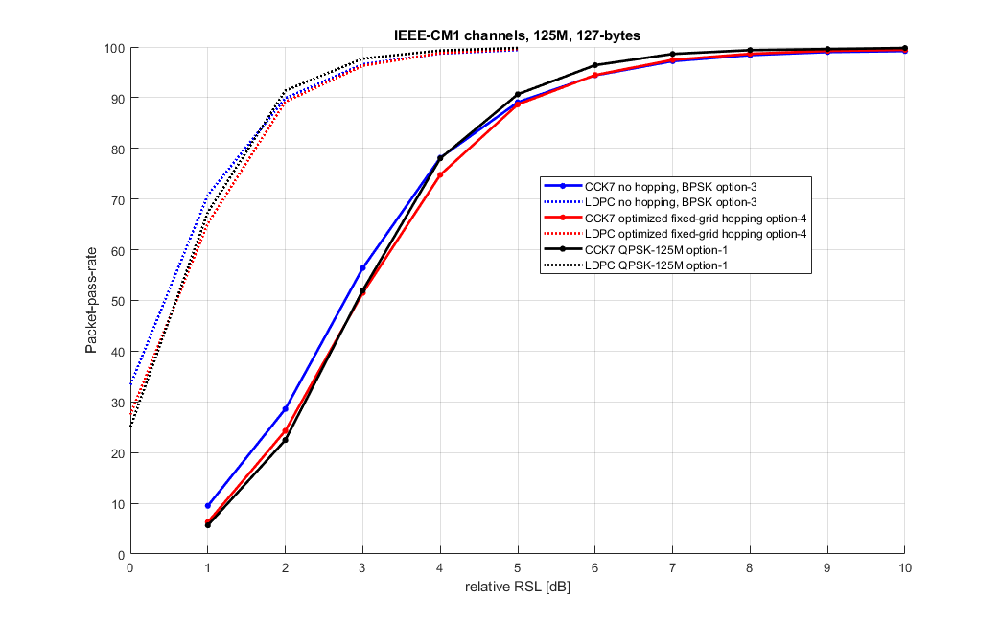 IEEE-CM1 channels, 125M, 127-bytes
100
90
80
70
60
50
40
30
20
10
0
Packet-pass-rate
CCK7 no hopping, BPSK option-3
LDPC no hopping, BPSK option-3
CCK7 optimized fixed-grid hopping option-4
LDPC optimized fixed-grid hopping option-4
CCK7 QPSK-125M option-1
LDPC QPSK-125M option-1
0 1 2 3 4 5 6 7 8 9 10
relative RSL [dB]